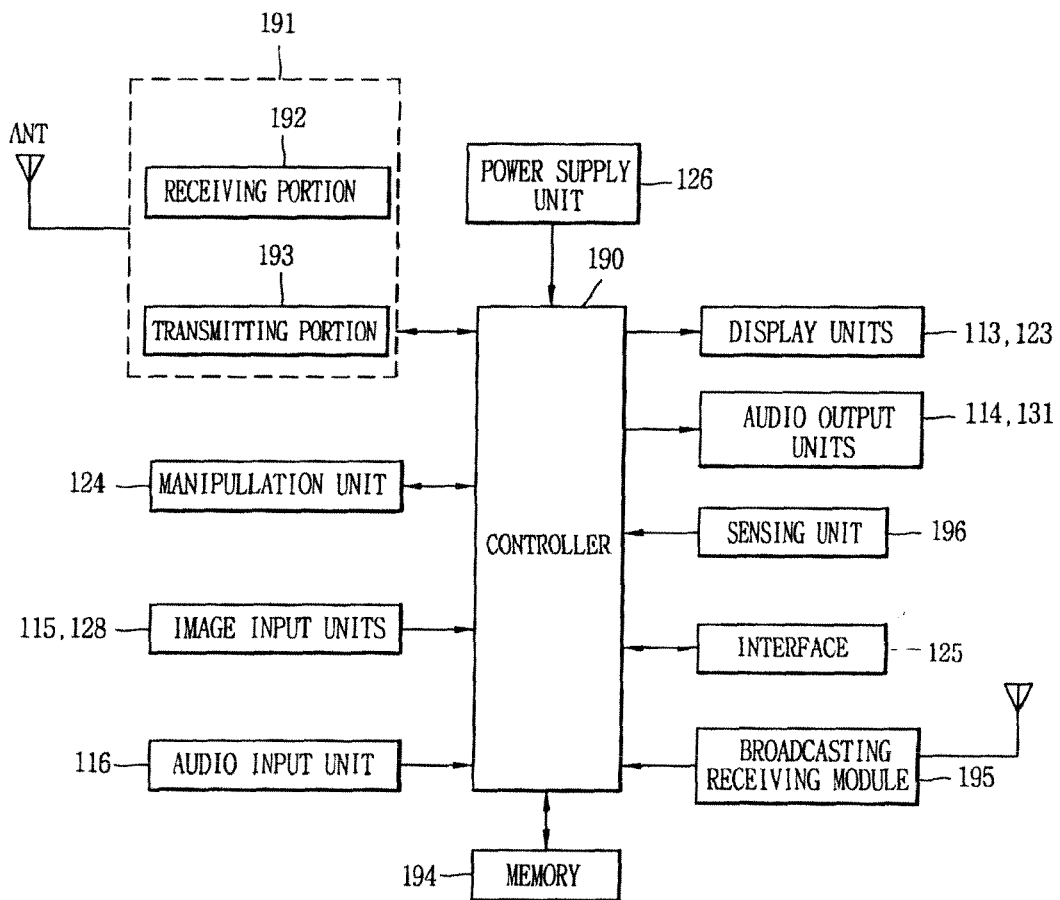 191
ANT
192
RECEIVING PORTION
193
TRANSMITTING PORTION
POWER SUPPLY
UNIT
126
190
CONTROLLER
DISPLAY UNITS
113,123
AUDIO OUTPUT
UNITS
114,131
124
MANIPULLATION UNIT
SENSING UNIT
196
115,128
IMAGE INPUT UNITS
INTERFACE
125
116
AUDIO INPUT UNIT
BROADCASTING
RECEIVING MODULE
195
194
MEMORY